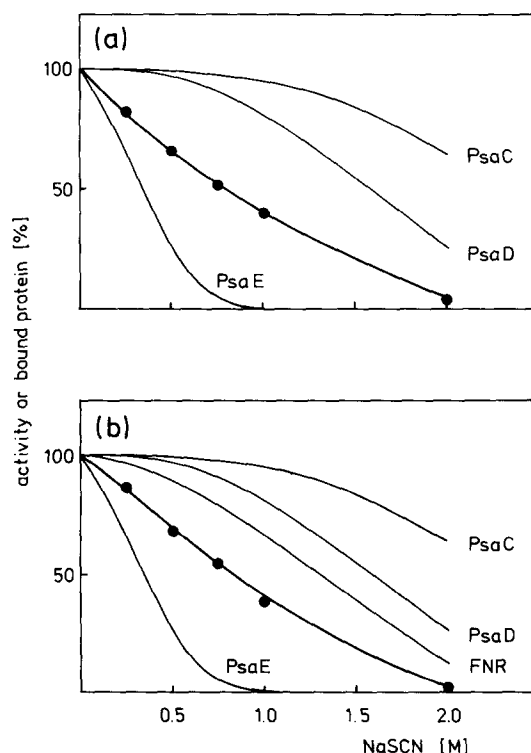 (a)
100
50
PsaC
PsaD
PsaE
activity or bound protein [%]
(b)
100
50
PsaC
PsaD
FNR
PsaE
0.5 1.0 1.5 2.0
NaSCN [M]